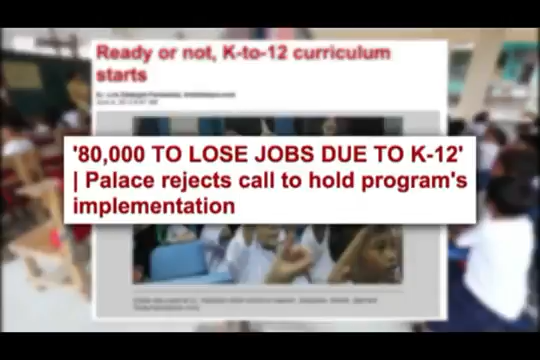 Ready or not, K-to-12 curriculum
starts
'80,000 TO LOSE JOBS DUE TO K-12'
| Palace rejects call to hold program's
implementation